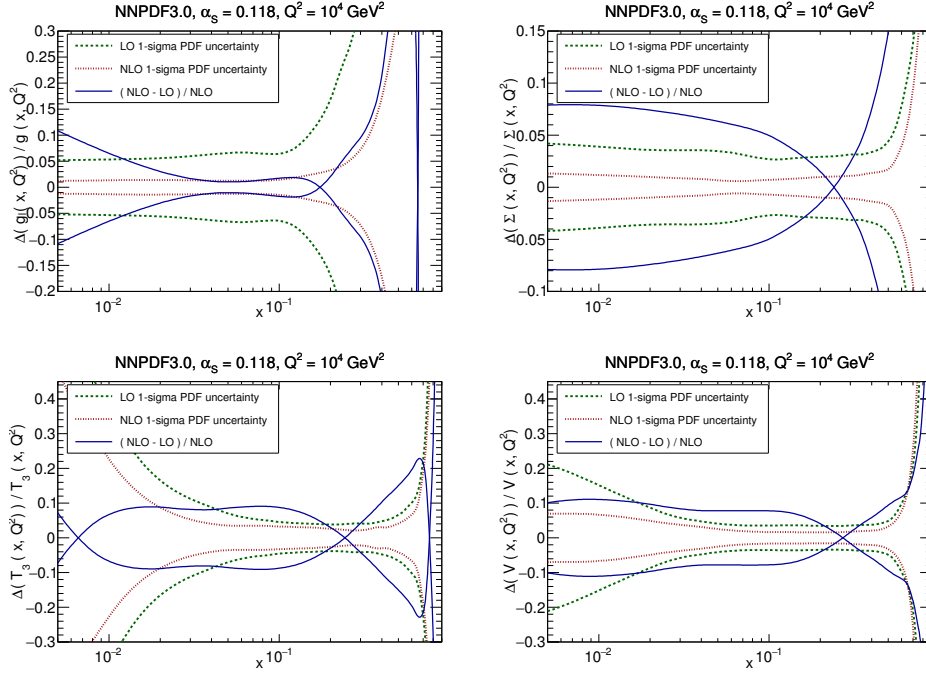 NNPDF3.0, αS = 0.118, Q² = 10⁴ GeV²
Δ( g( x, Q²) ) / g ( x, Q²)
0.3
0.25
0.2
0.15
0.1
0.05
0
−0.05
−0.1
−0.15
−0.2
LO 1-sigma PDF uncertainty
NLO 1-sigma PDF uncertainty
( NLO - LO ) / NLO
10⁻²
x
10⁻¹
NNPDF3.0, αS = 0.118, Q² = 10⁴ GeV²
Δ( Σ ( x, Q²) ) / Σ ( x, Q²)
0.15
0.1
0.05
0
−0.05
−0.1
LO 1-sigma PDF uncertainty
NLO 1-sigma PDF uncertainty
( NLO - LO ) / NLO
10⁻²
x
10⁻¹
NNPDF3.0, αS = 0.118, Q² = 10⁴ GeV²
Δ( T₃ ( x, Q²) ) / T₃ ( x, Q²)
0.4
0.3
0.2
0.1
0
−0.1
−0.2
−0.3
LO 1-sigma PDF uncertainty
NLO 1-sigma PDF uncertainty
( NLO - LO ) / NLO
10⁻²
x
10⁻¹
NNPDF3.0, αS = 0.118, Q² = 10⁴ GeV²
Δ( V ( x, Q²) ) / V ( x, Q²)
0.4
0.3
0.2
0.1
0
−0.1
−0.2
−0.3
LO 1-sigma PDF uncertainty
NLO 1-sigma PDF uncertainty
( NLO - LO ) / NLO
10⁻²
x
10⁻¹